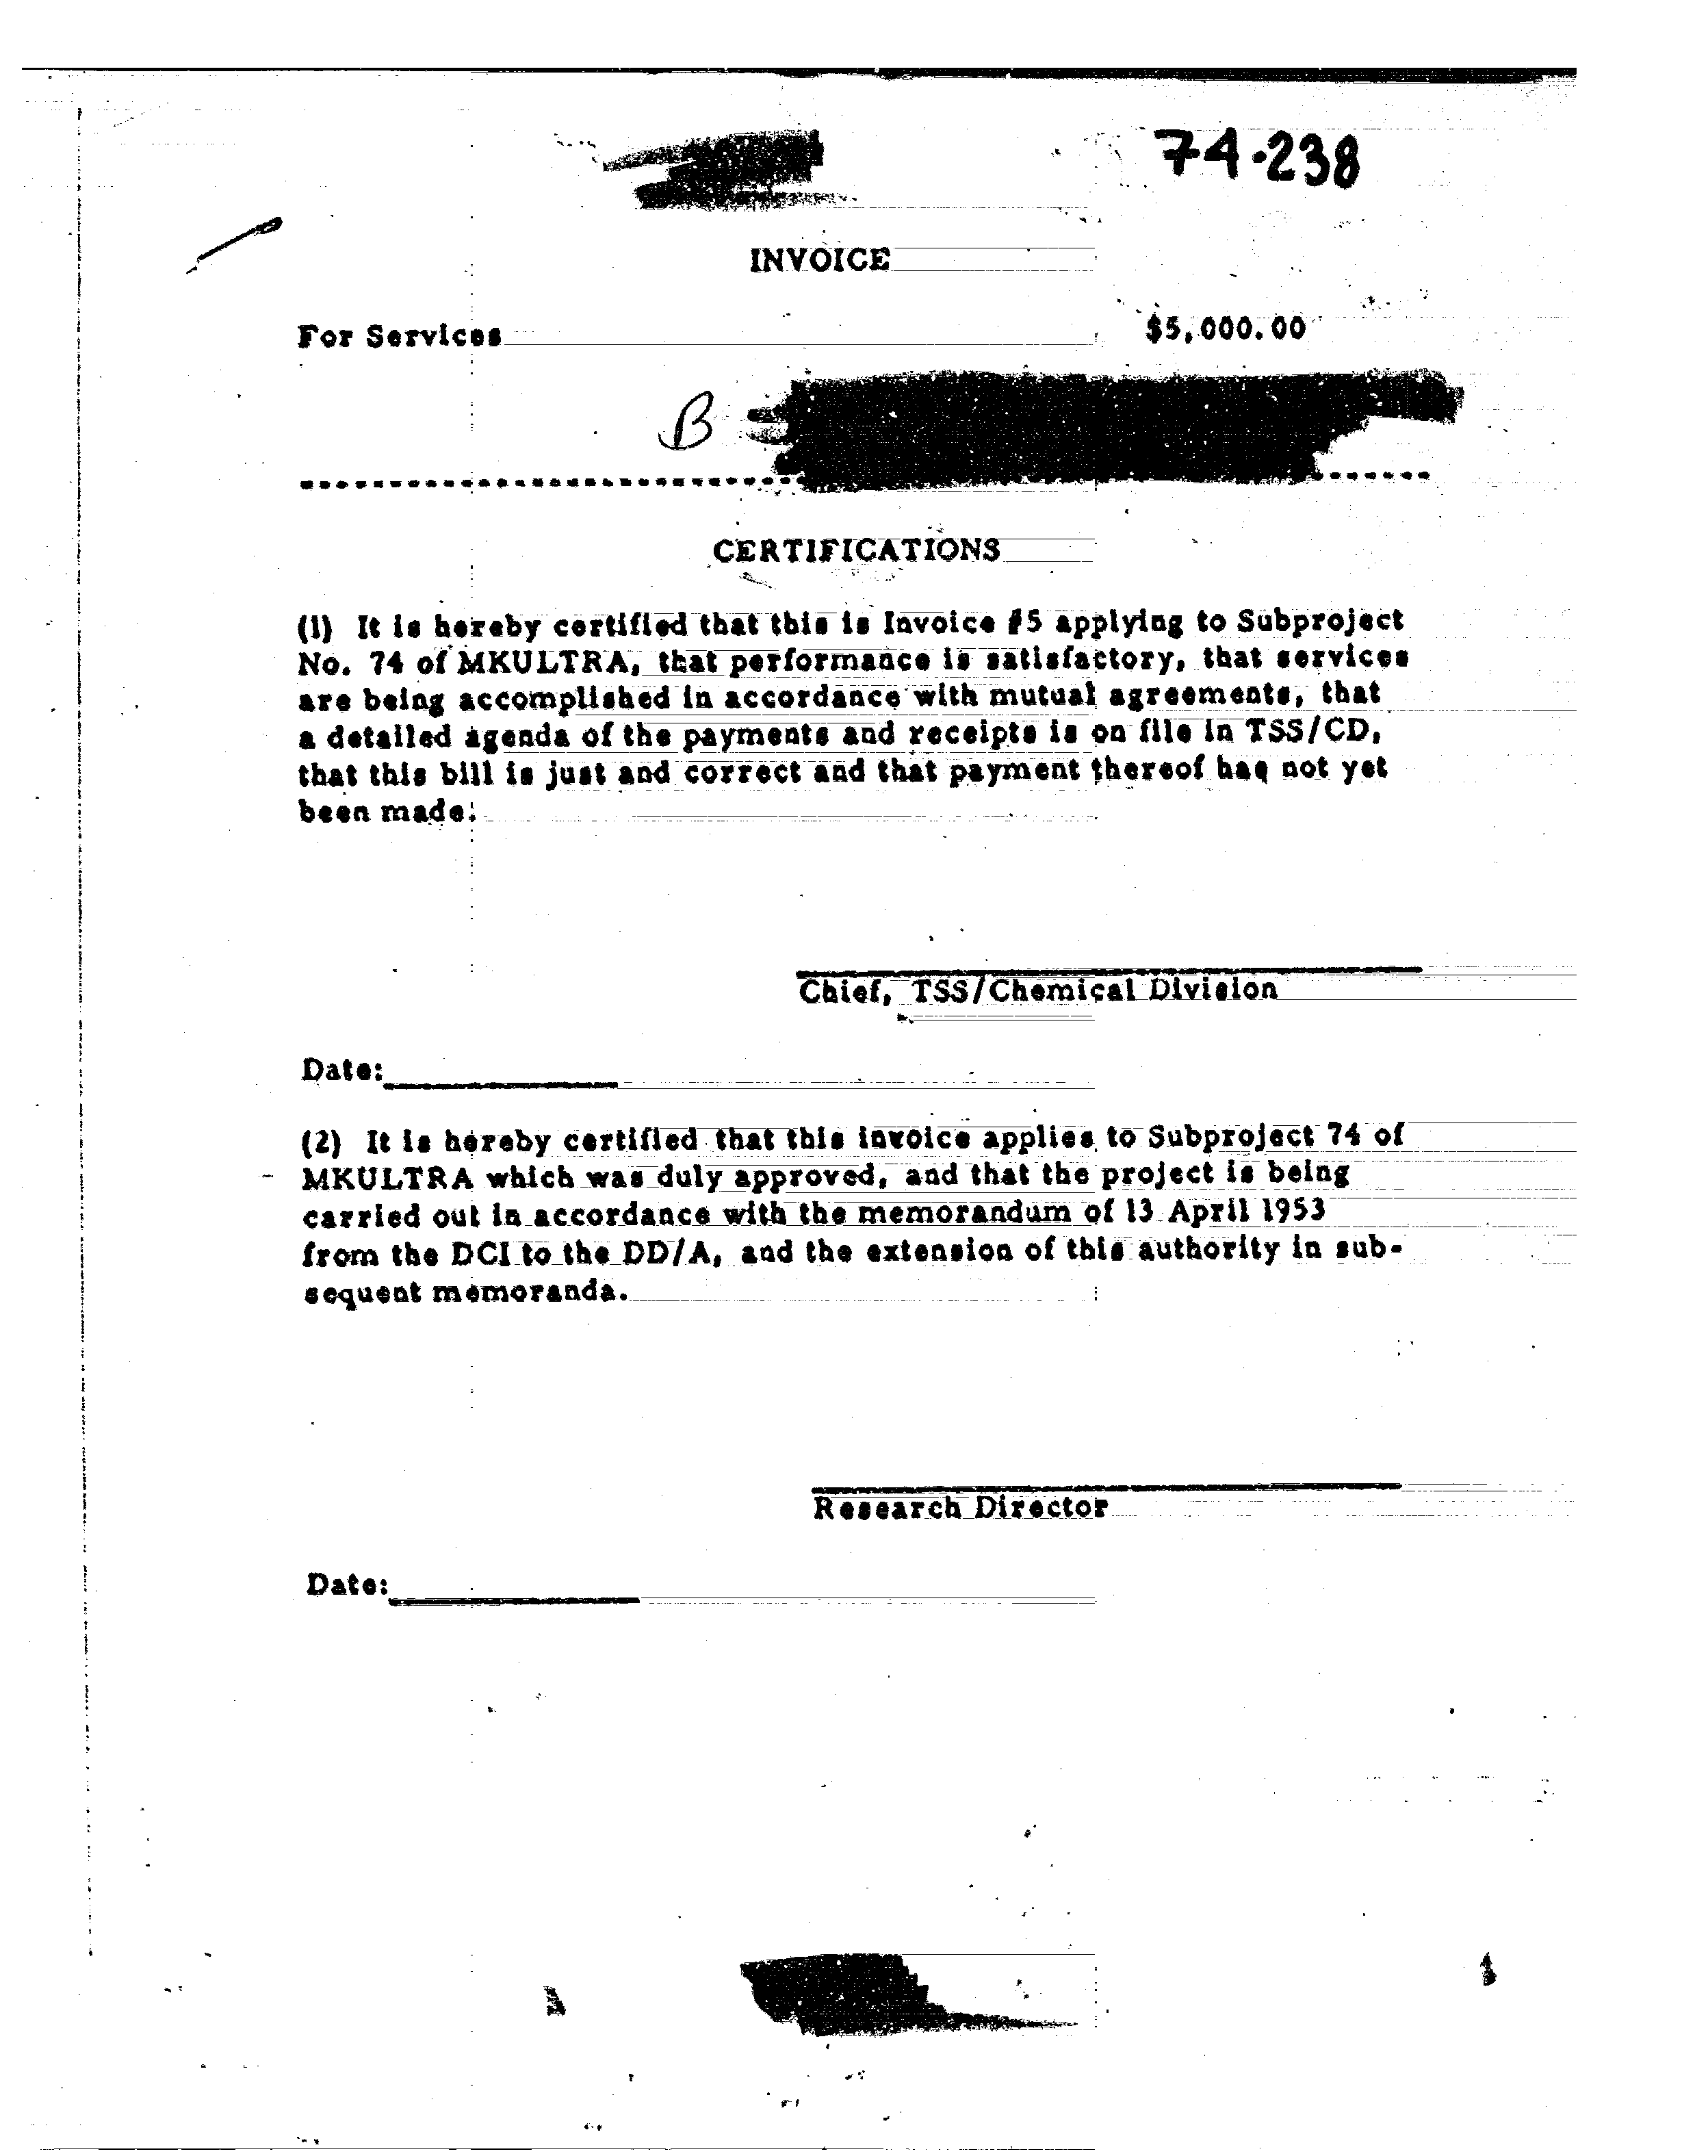 74-238
INVOICE
For Services $5,000.00
B
CERTIFICATIONS
(1) It is hereby certified that this is Invoice #5 applying to Subproject
No. 74 of MKULTRA, that performance is satisfactory, that services
are being accomplished in accordance with mutual agreements, that
a detailed agenda of the payments and receipts is on file in TSS/CD,
that this bill is just and correct and that payment thereof has not yet
been made.
Chief, TSS/Chemical Division
Date:
(2) It is hereby certified that this invoice applies to Subproject 74 of
MKULTRA which was duly approved, and that the project is being
carried out in accordance with the memorandum of 13 April 1953
from the DCI to the DD/A, and the extension of this authority in sub-
sequent memoranda.
Research Director
Date: